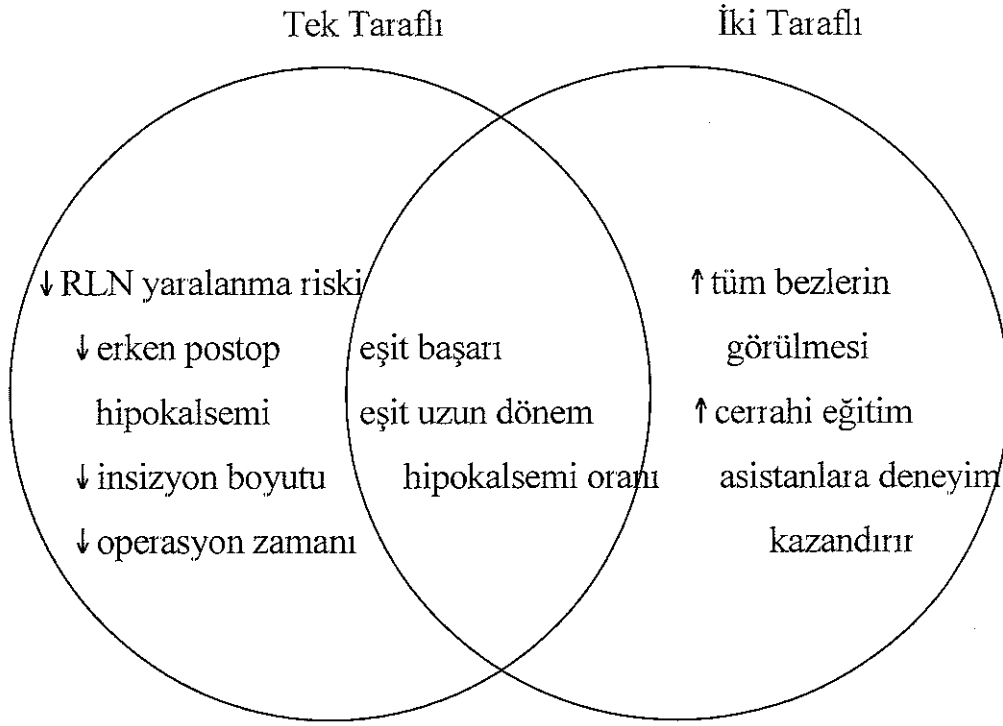 Tek Taraflı
İki Taraflı
↓ RLN yaralanma riski
↓ erken postop
hipokalsemi
↓ insizyon boyutu
↓ operasyon zamanı
eşit başarı
eşit uzun dönem
hipokalsemi oranı
↑ tüm bezlerin
görülmesi
↑ cerrahi eğitim
asistanlara deneyim
kazandırır